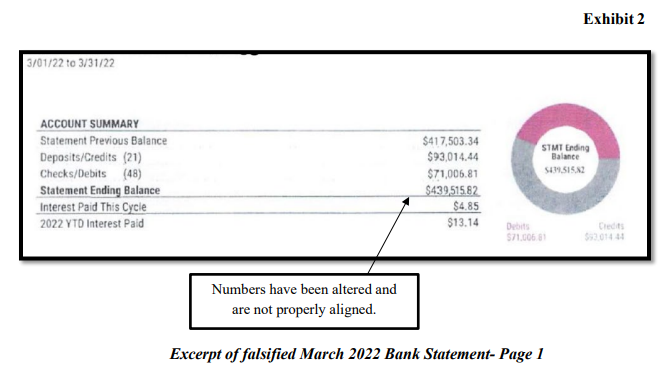 Exhibit 2
3/01/22 to 3/31/22
ACCOUNT SUMMARY
Statement Previous Balance $417,503.34
Deposits/Credits (21) $93,014.44
Checks/Debits (48) $71,006.81
Statement Ending Balance $439,515.82
Interest Paid This Cycle $4.85
2022 YTD Interest Paid $13.14
STMT Ending
Balance
$439,515.82
Debits
$71,006.81
Credits
$93,014.44
Numbers have been altered and
are not properly aligned.
Excerpt of falsified March 2022 Bank Statement- Page 1